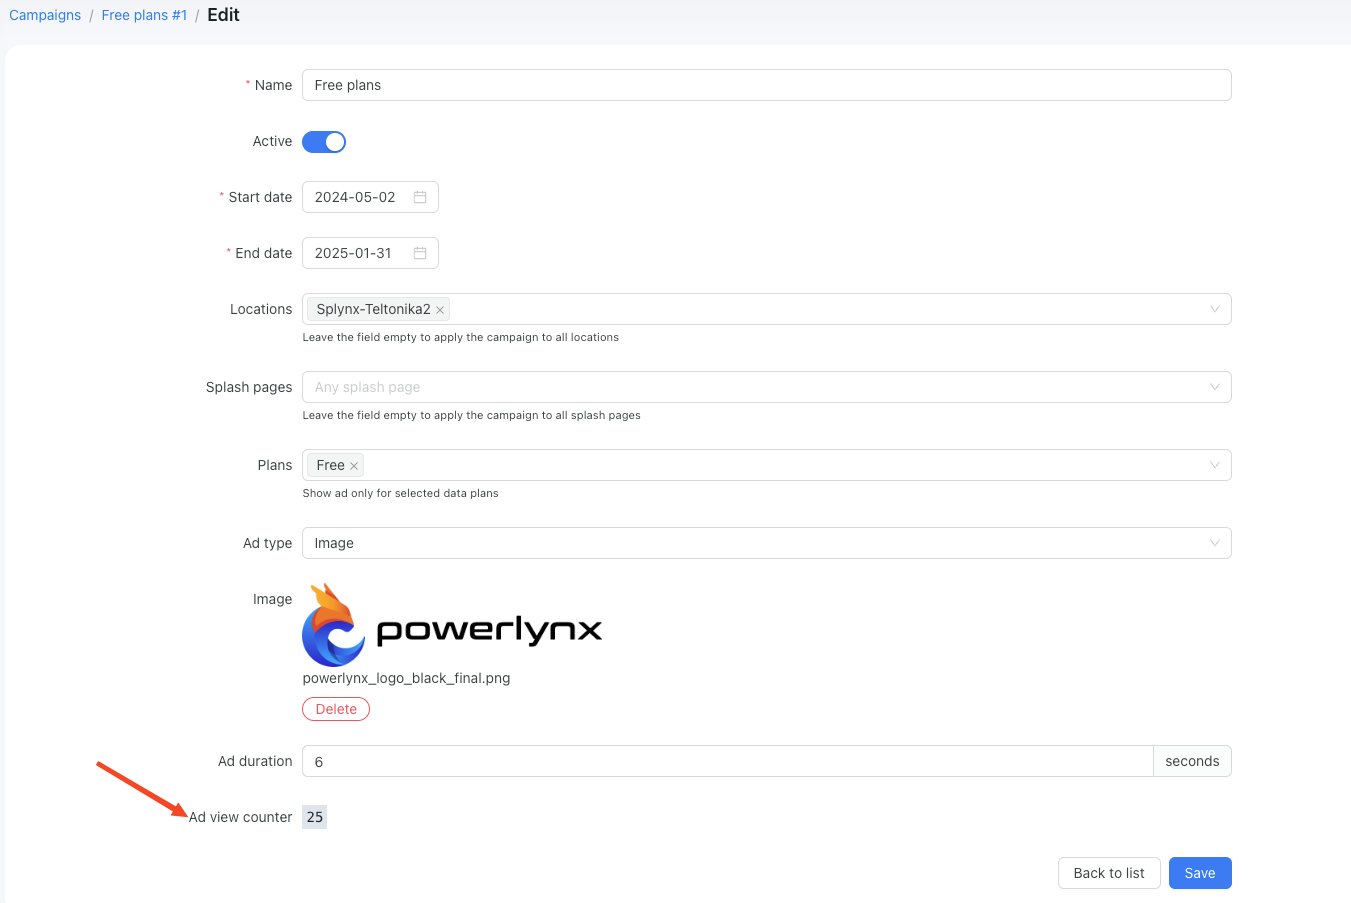 Campaigns / Free plans #1 / Edit
* Name Free plans
Active
* Start date 2024-05-02
* End date 2025-01-31
Locations Splynx-Teltonika2 ×
Leave the field empty to apply the campaign to all locations
Splash pages Any splash page
Leave the field empty to apply the campaign to all splash pages
Plans Free ×
Show ad only for selected data plans
Ad type Image
Image powerlynx
powerlynx_logo_black_final.png
Delete
Ad duration 6 seconds
Ad view counter 25
Back to list Save